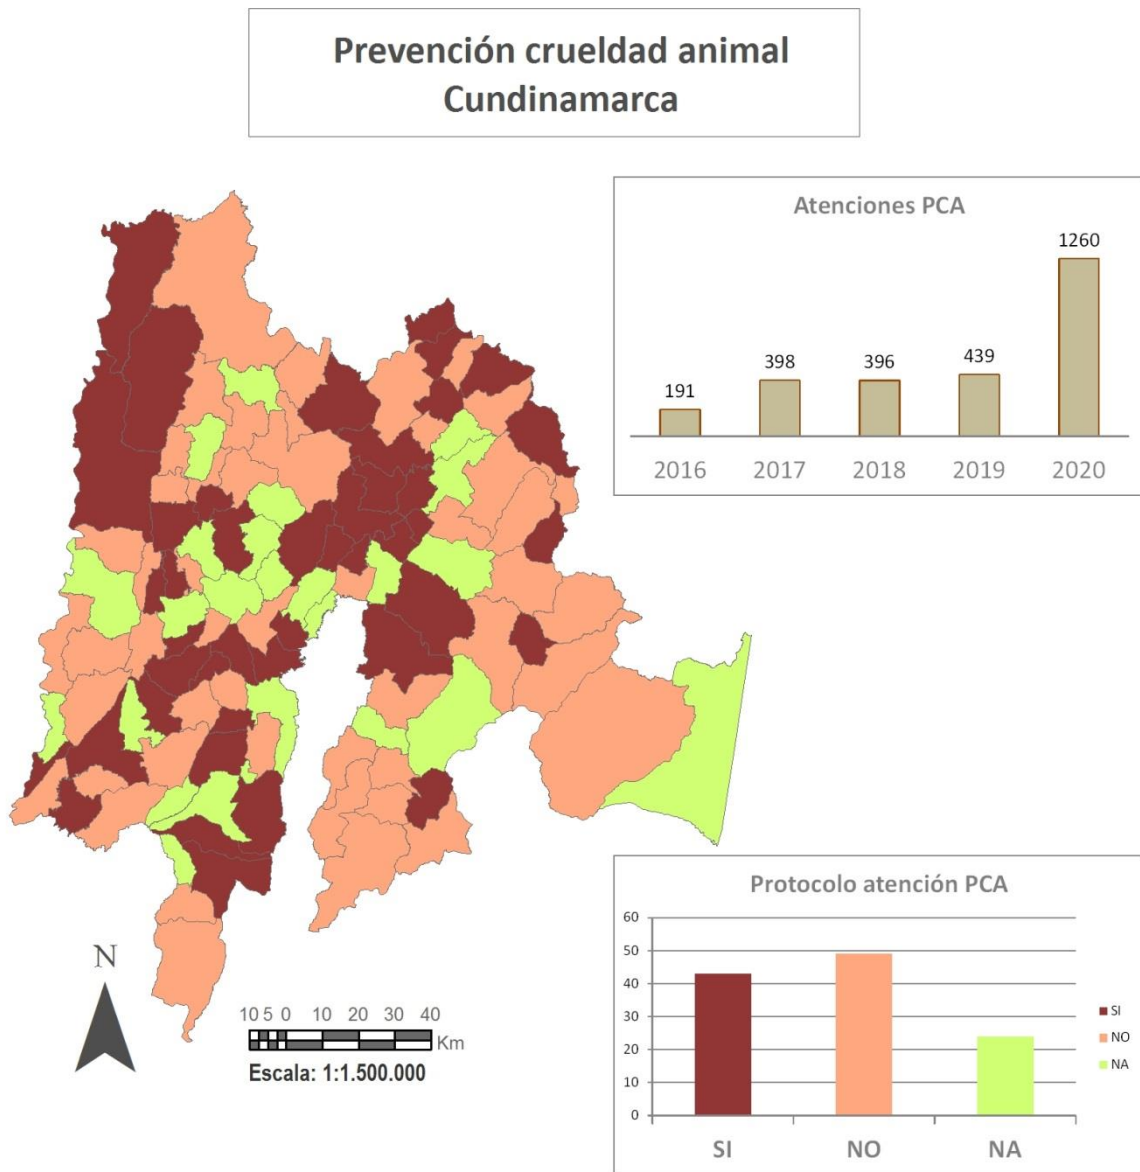 Prevención crueldad animal
Cundinamarca
Atenciones PCA
1260
439
398
396
191
2016 2017 2018 2019 2020
N
10 5 0 10 20 30 40
Km
Escala: 1:1.500.000
Protocolo atención PCA
60
50
40
30
20
10
0
SI
NO
NA
SI NO NA